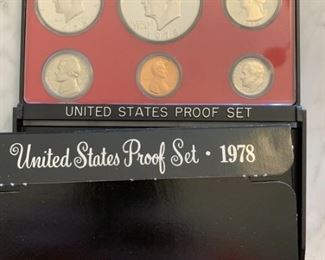 UNITED STATES PROOF SET
United States Proof Set · 1978